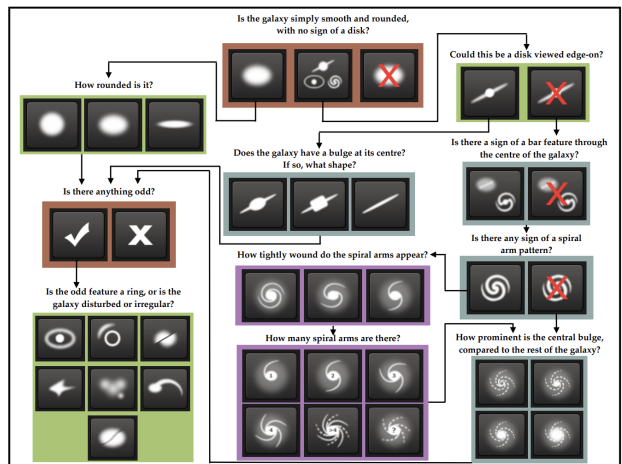 Is the galaxy simply smooth and rounded,
with no sign of a disk?
Could this be a disk viewed edge-on?
How rounded is it?
Is there a sign of a bar feature through
the centre of the galaxy?
Does the galaxy have a bulge at its centre?
If so, what shape?
Is there anything odd?
Is there any sign of a spiral
arm pattern?
How tightly wound do the spiral arms appear?
Is the odd feature a ring, or is the
galaxy disturbed or irregular?
How many spiral arms are there?
How prominent is the central bulge,
compared to the rest of the galaxy?
1
2
3
4
?